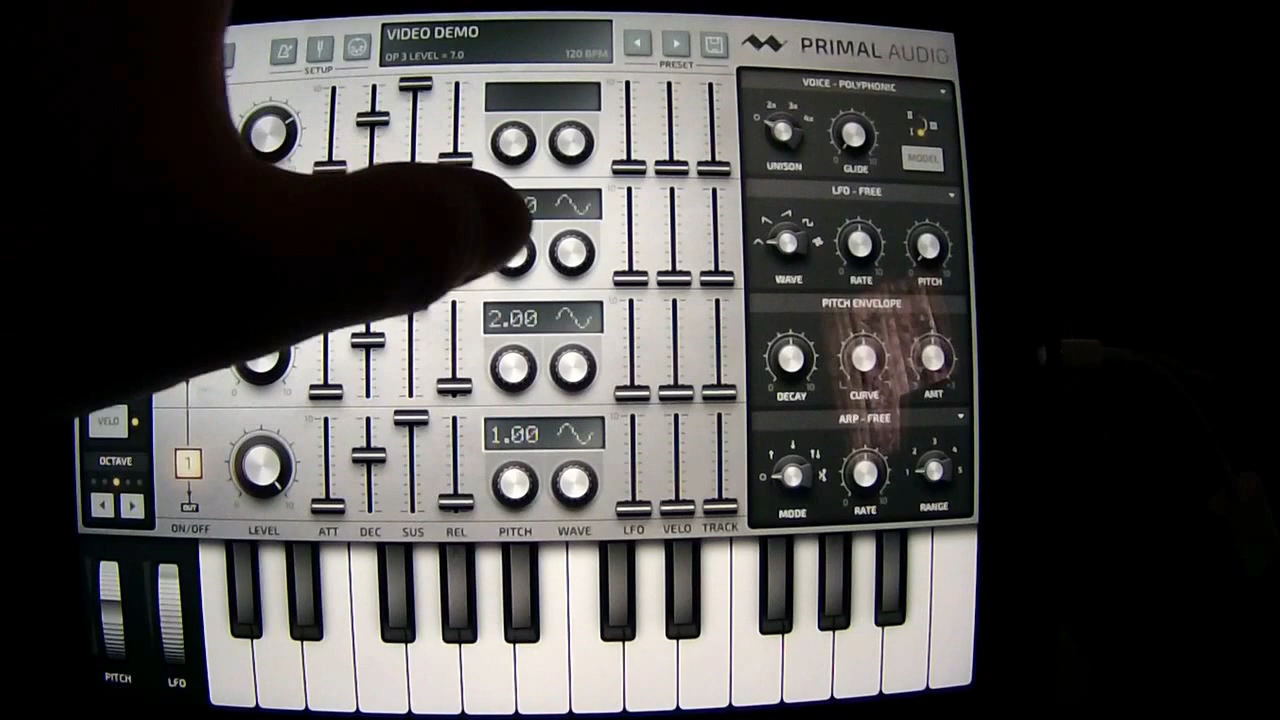 VIDEO DEMO
OP 3 LEVEL = 7.0
120 BPM
SETUP
PRESET
PRIMAL AUDIO
VOICE - POLYPHONIC
2x 3x 4x
UNISON
GLIDE
MODEL
LFO - FREE
WAVE
RATE
PITCH
2.00
PITCH ENVELOPE
DECAY
CURVE
AMT
ARP - FREE
VELO
1.00
OCTAVE
1
OUT
MODE
RATE
RANGE
ON/OFF
LEVEL
ATT
DEC
SUS
REL
PITCH
WAVE
LFO
VELO
TRACK
PITCH
LFO